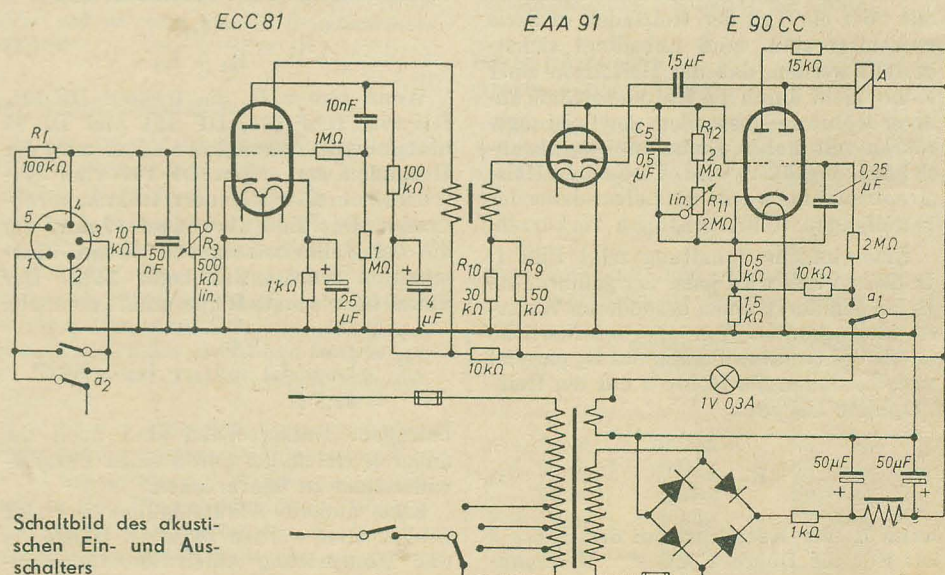 ECC 81
EAA 91
E 90 CC
R1
100kΩ
5
4
3
1
2
10
kΩ
50
nF
R3
500
kΩ
lin.
a2
10nF
1MΩ
1kΩ
25
µF
1
MΩ
100
kΩ
4
µF
R10
30
kΩ
R9
50
kΩ
10kΩ
1,5µF
C5
0,5
µF
R12
2
MΩ
lin.
R11
2MΩ
15kΩ
A
0,25
µF
2MΩ
0,5
kΩ
10kΩ
1,5
kΩ
a1
1V 0,3A
50µF
50µF
+
+
+
+
1kΩ
Schaltbild des akusti-
schen Ein- und Aus-
schalters